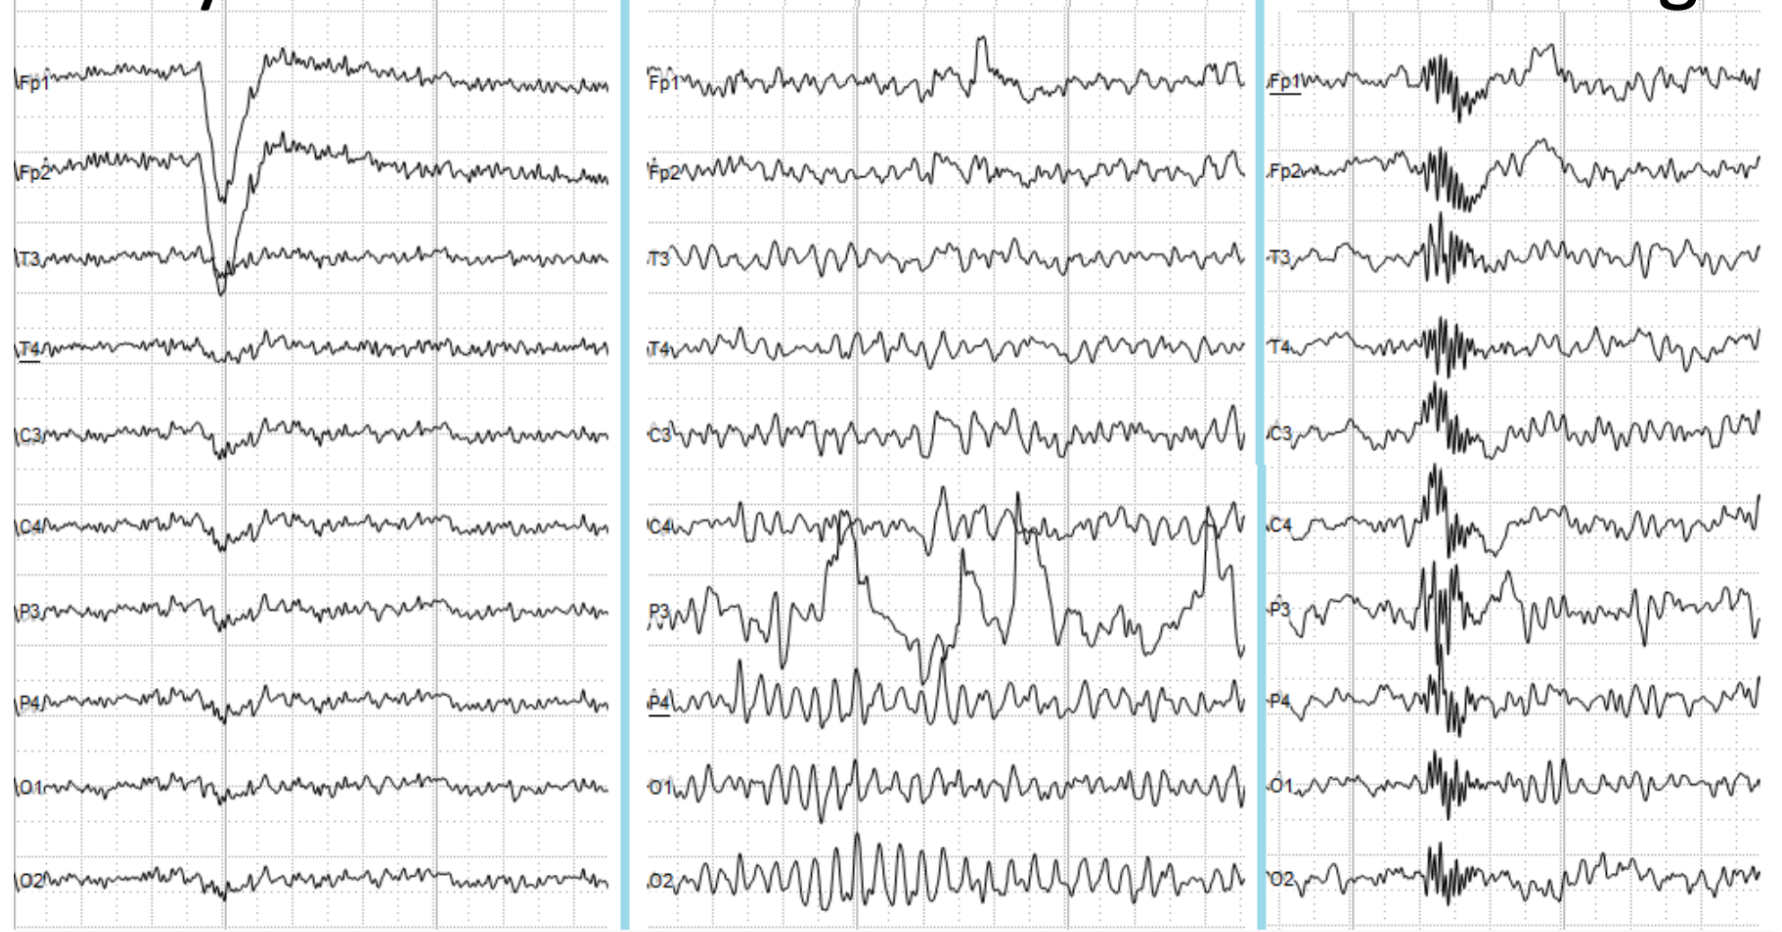 Fp1 Fp1 Fp1
Fp2 Fp2 Fp2
T3 T3 T3
T4 T4 T4
C3 C3 C3
C4 C4 C4
P3 P3 P3
P4 P4 P4
O1 O1 O1
O2 O2 O2